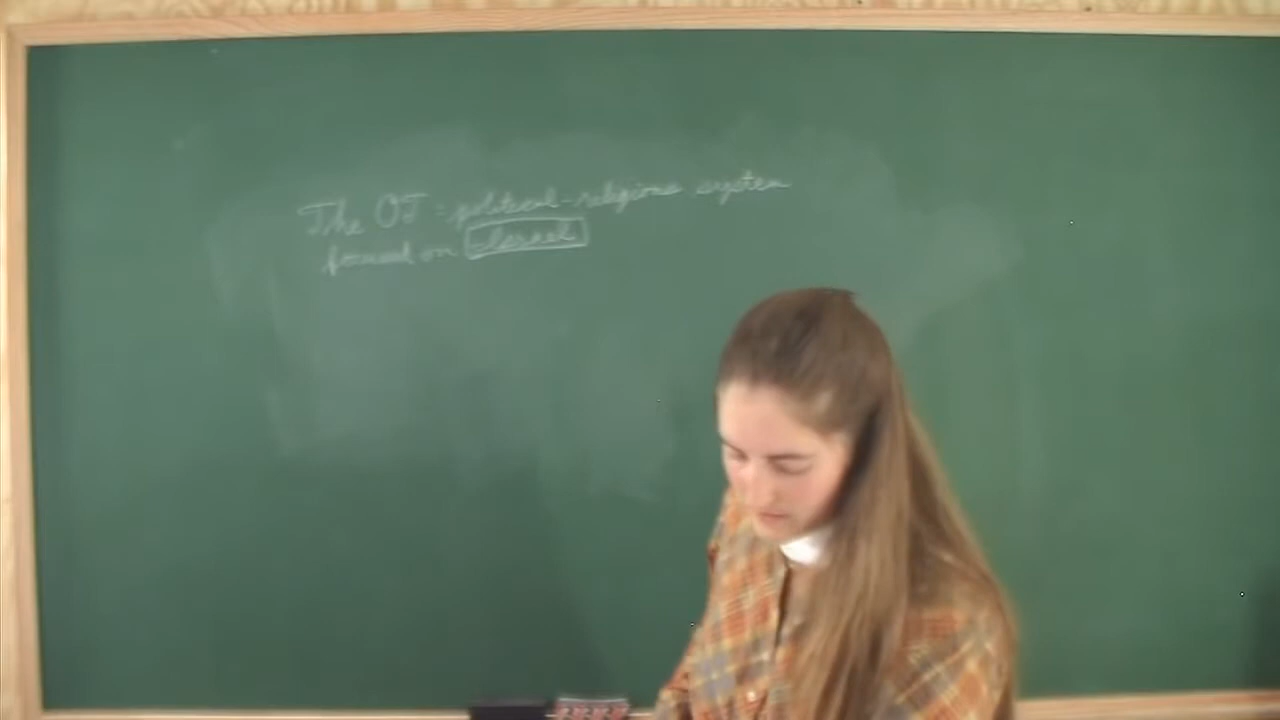 The OT = political-religious system
focused on Israel